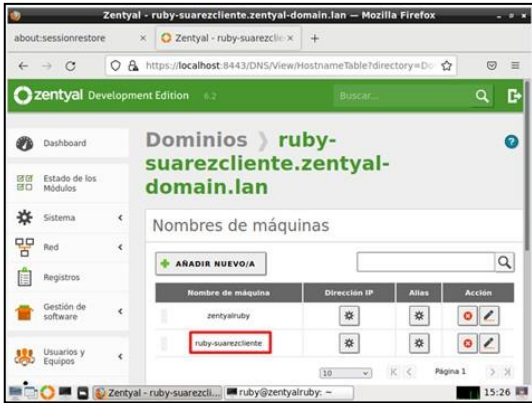 Zentyal - ruby-suarezcliente.zentyal-domain.lan — Mozilla Firefox
about:sessionrestore
Zentyal - ruby-suarezclie
https://localhost:8443/DNS/View/HostnameTable?directory=Do
zentyal Development Edition 6.2
Buscar...
Dashboard
Estado de los
Módulos
Sistema
Red
Registros
Gestión de
software
Usuarios y
Equipos
Dominios ruby-
suarezcliente.zentyal-
domain.lan
Nombres de máquinas
AÑADIR NUEVO/A
Nombre de máquina Dirección IP Alias Acción
zentyalruby
ruby-suarezcliente
10 Página 1
Zentyal - ruby-suarezcli... ruby@zentyalruby: ~ 15:26